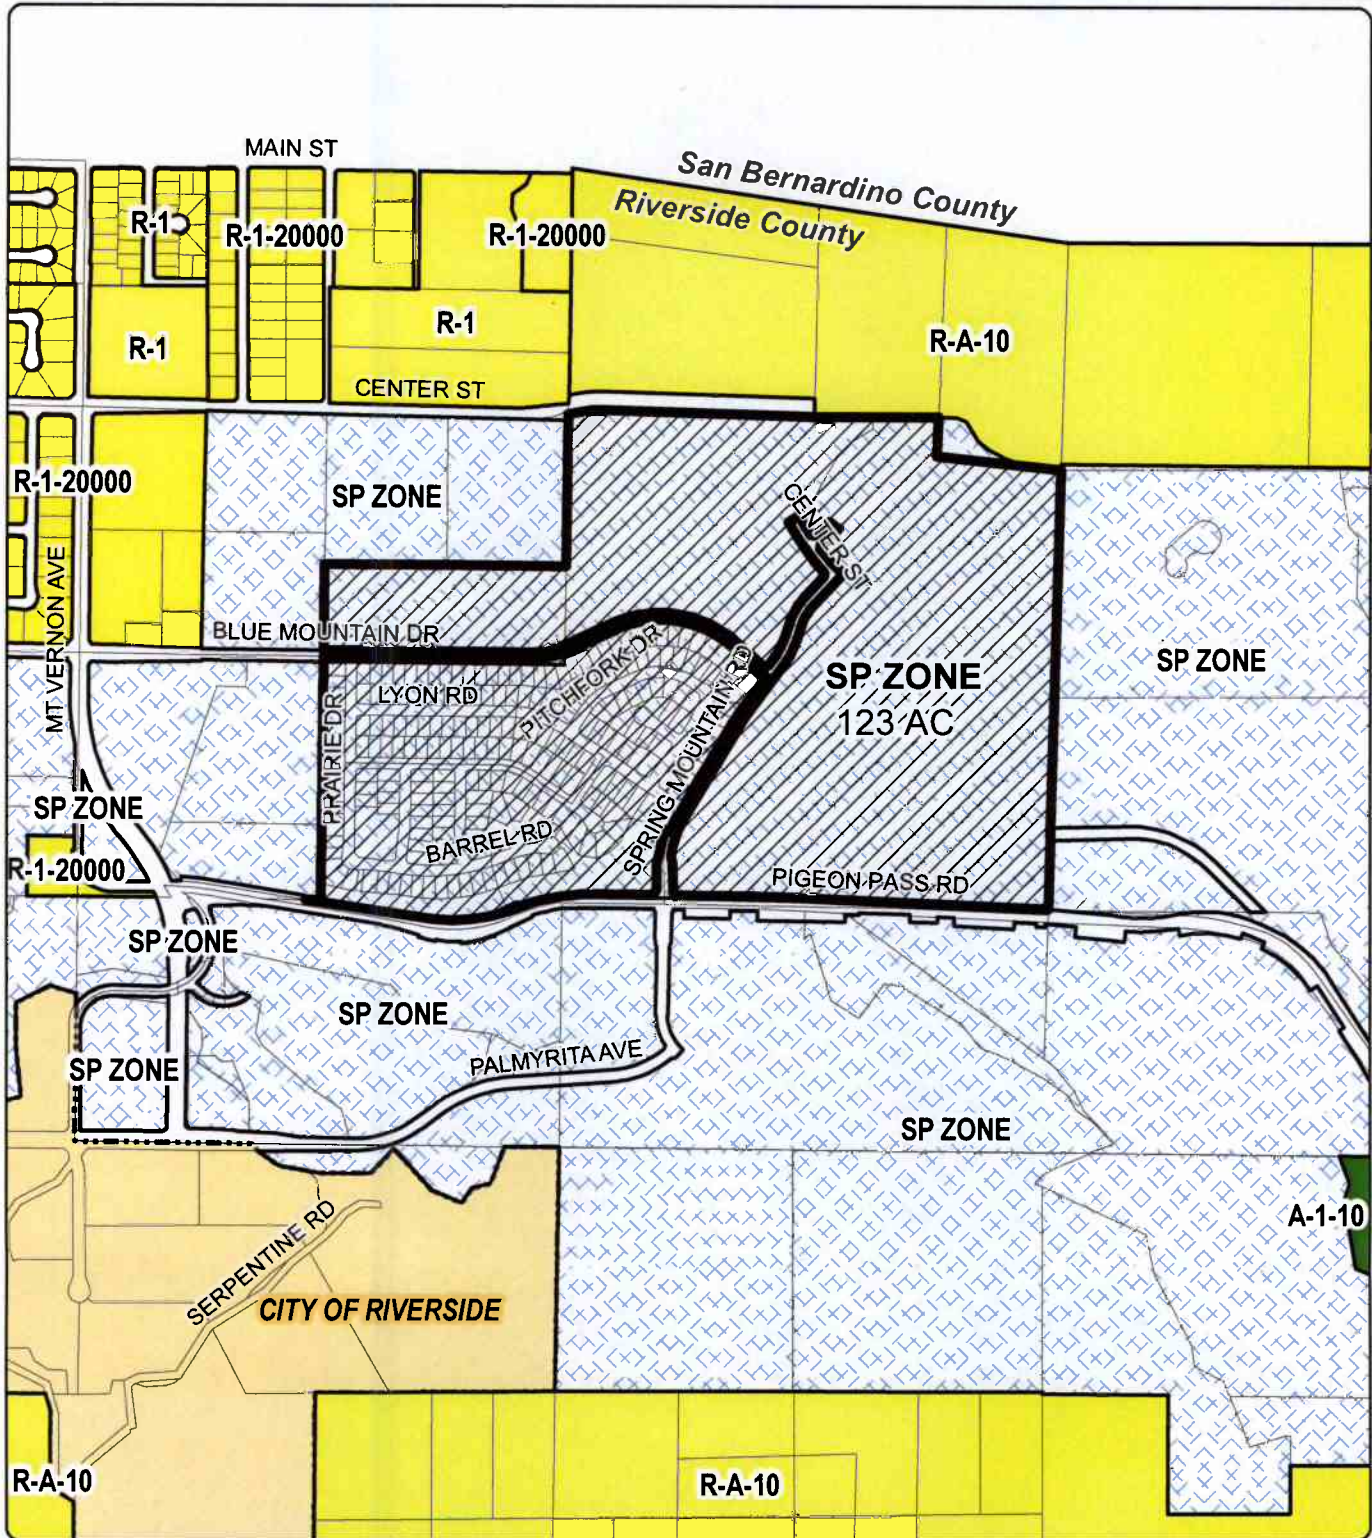 MAIN ST
San Bernardino County
Riverside County
R-1
R-1-20000
R-1-20000
R-1
R-1
R-A-10
CENTER ST
R-1-20000
SP ZONE
CENTER ST
MT VERNON AVE
BLUE MOUNTAIN DR
PITCHFORK DR
LYON RD
SPRING MOUNTAIN RD
SP ZONE
123 AC
SP ZONE
PRAIRIE DR
SP ZONE
BARREL RD
R-1-20000
PIGEON PASS RD
SP ZONE
SP ZONE
SP ZONE
PALMYRITA AVE
SP ZONE
A-1-10
SERPENTINE RD
CITY OF RIVERSIDE
R-A-10
R-A-10